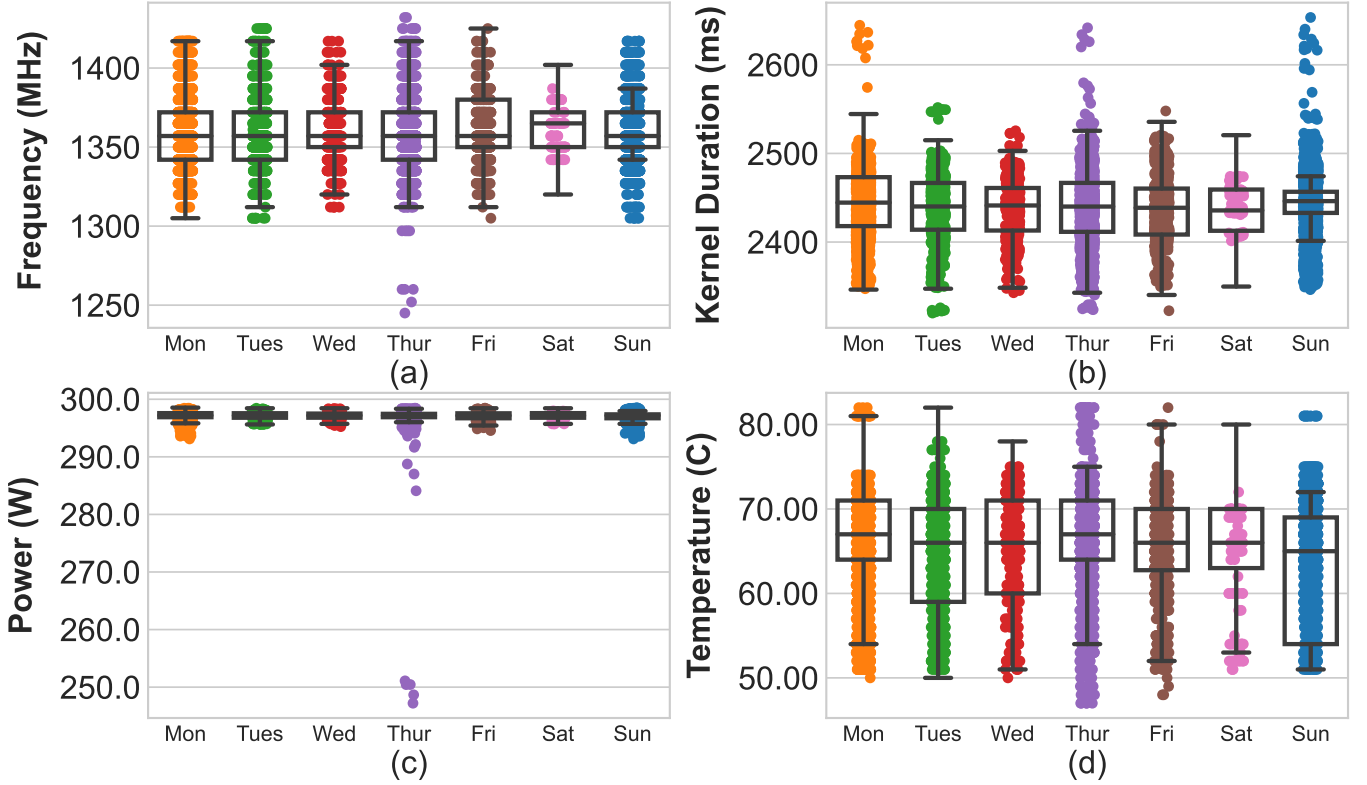 Frequency (MHz)
1400
1350
1300
1250
Mon Tues Wed Thur Fri Sat Sun
(a)
Kernel Duration (ms)
2600
2500
2400
Mon Tues Wed Thur Fri Sat Sun
(b)
Power (W)
300.0
290.0
280.0
270.0
260.0
250.0
Mon Tues Wed Thur Fri Sat Sun
(c)
Temperature (C)
80.00
70.00
60.00
50.00
Mon Tues Wed Thur Fri Sat Sun
(d)